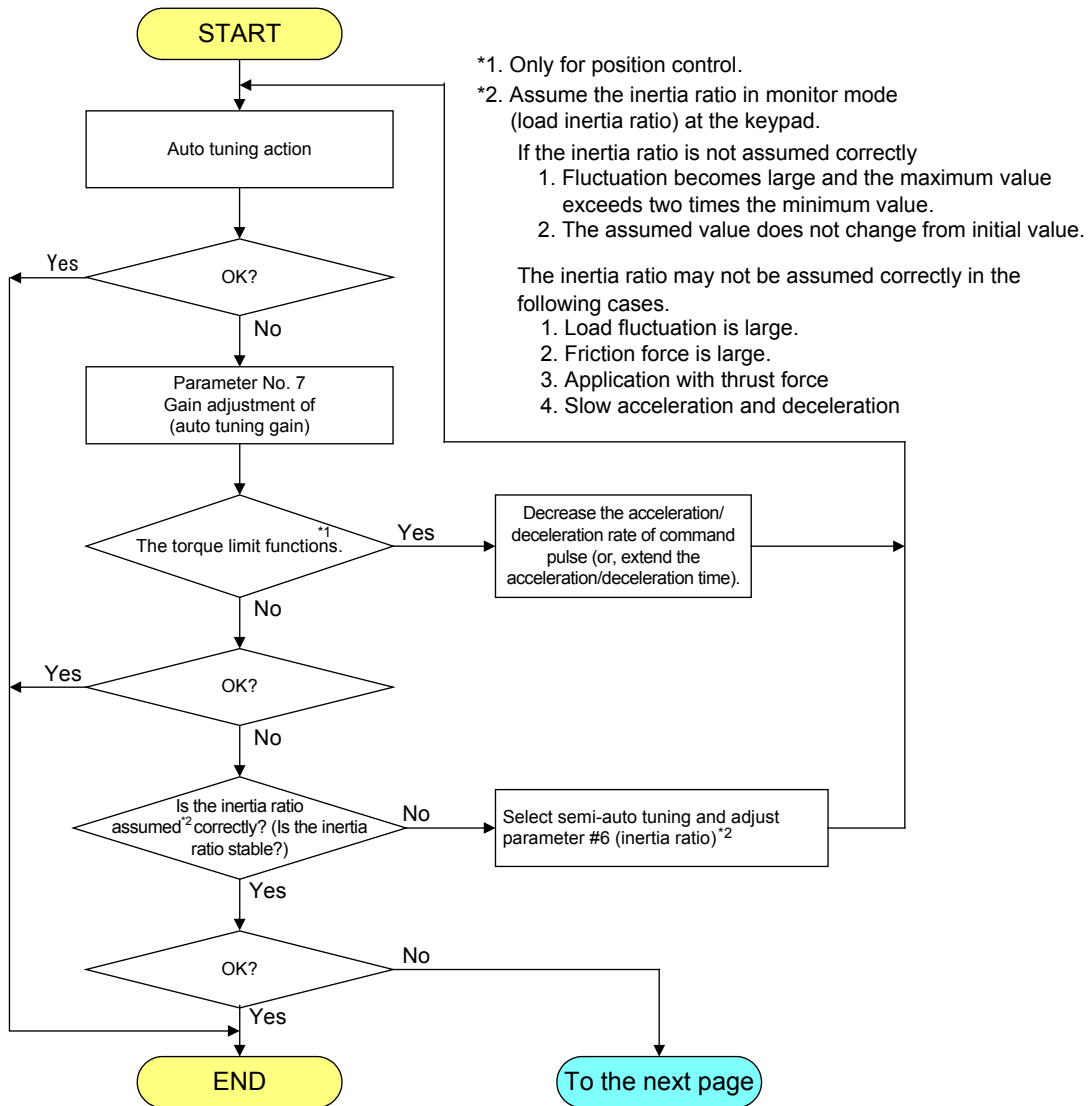 START
*1. Only for position control.
*2. Assume the inertia ratio in monitor mode
(load inertia ratio) at the keypad.
If the inertia ratio is not assumed correctly
1. Fluctuation becomes large and the maximum value
exceeds two times the minimum value.
2. The assumed value does not change from initial value.
The inertia ratio may not be assumed correctly in the
following cases.
1. Load fluctuation is large.
2. Friction force is large.
3. Application with thrust force
4. Slow acceleration and deceleration
Auto tuning action
Yes
OK?
No
Parameter No. 7
Gain adjustment of
(auto tuning gain)
The torque limit functions.*1
Yes
Decrease the acceleration/
deceleration rate of command
pulse (or, extend the
acceleration/deceleration time).
No
Yes
OK?
No
Is the inertia ratio
assumed*2 correctly? (Is the inertia
ratio stable?)
No
Select semi-auto tuning and adjust
parameter #6 (inertia ratio)*2
Yes
OK?
No
Yes
END
To the next page